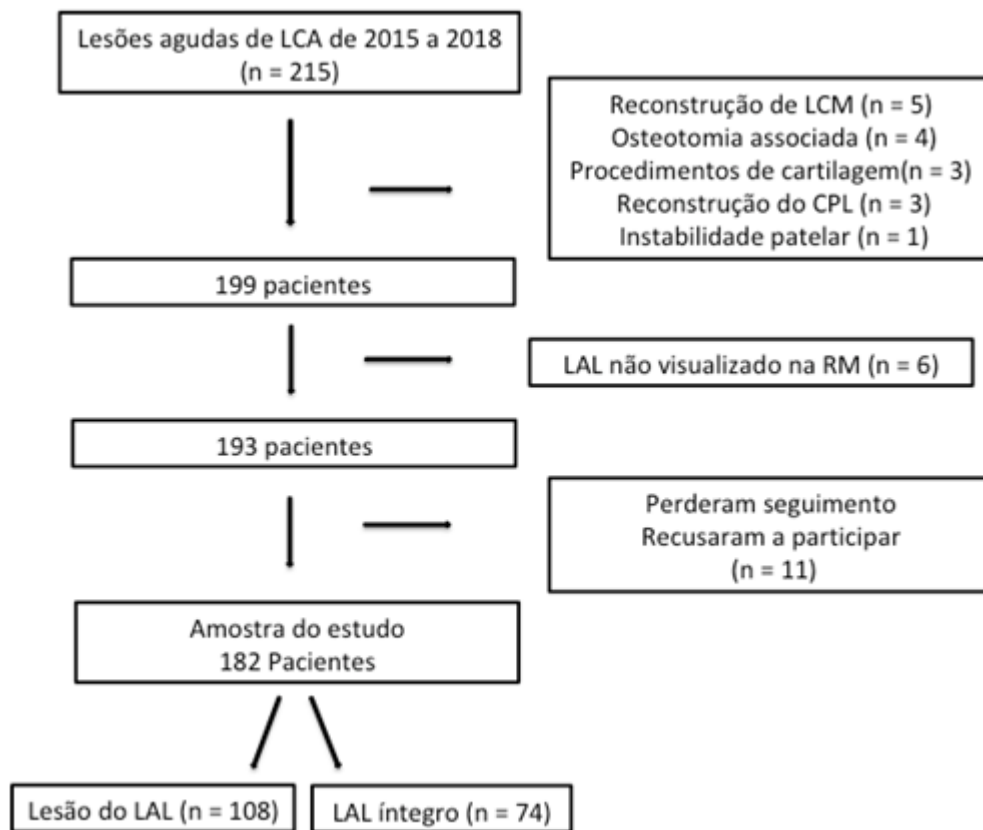 Lesões agudas de LCA de 2015 a 2018
(n = 215)
Reconstrução de LCM (n = 5)
Osteotomia associada (n = 4)
Procedimentos de cartilagem(n = 3)
Reconstrução do CPL (n = 3)
Instabilidade patelar (n = 1)
199 pacientes
LAL não visualizado na RM (n = 6)
193 pacientes
Perderam seguimento
Recusaram a participar
(n = 11)
Amostra do estudo
182 Pacientes
Lesão do LAL (n = 108)
LAL íntegro (n = 74)